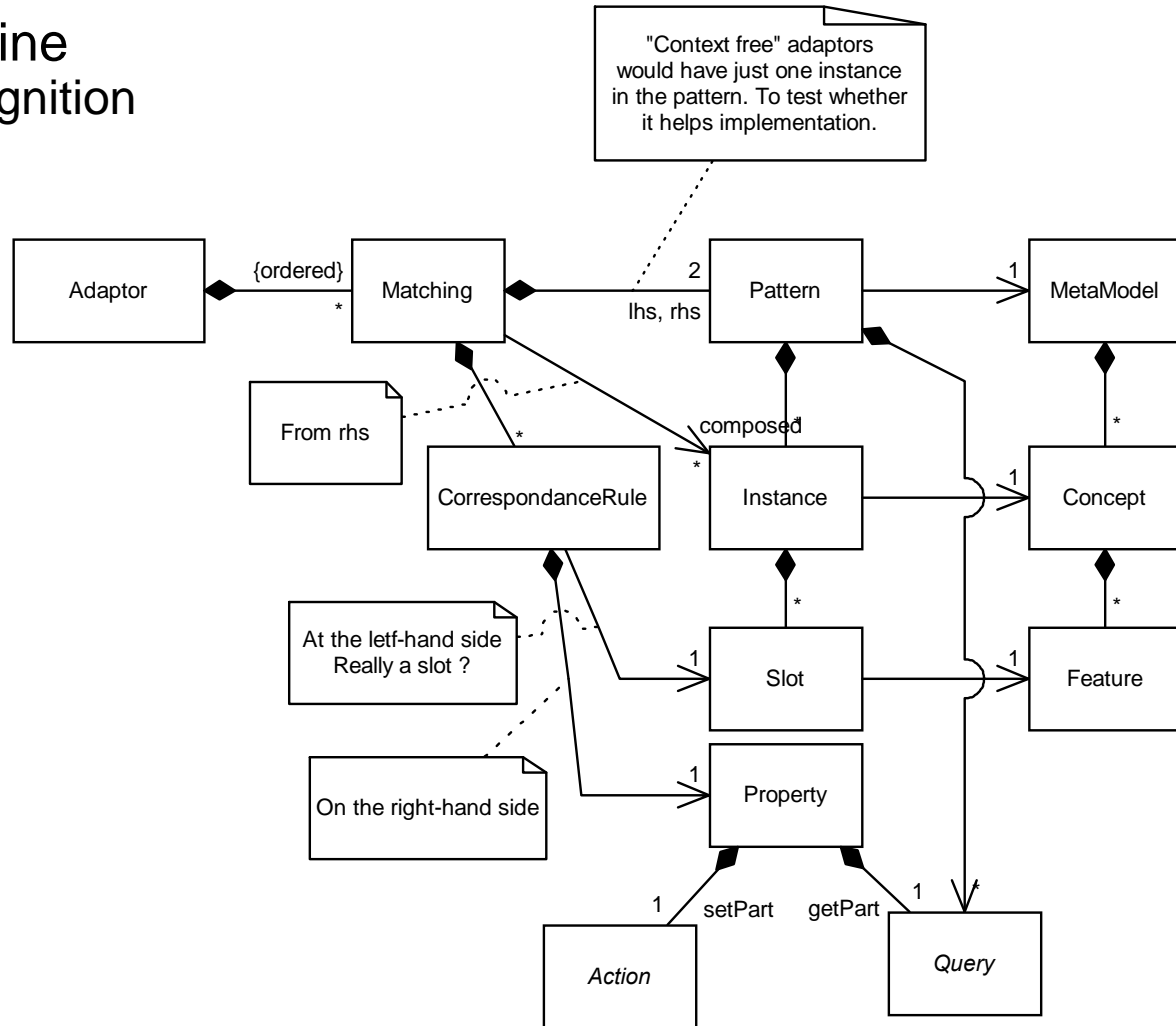 ine
gnition
"Context free" adaptors
would have just one instance
in the pattern. To test whether
it helps implementation.
Adaptor
{ordered}
*
Matching
2
lhs, rhs
Pattern
1
MetaModel
From rhs
*
composed
*
*
*
CorrespondanceRule
Instance
1
Concept
At the letf-hand side
Really a slot ?
*
*
1
Slot
1
Feature
On the right-hand side
1
Property
1
setPart
getPart
1
*
Action
Query